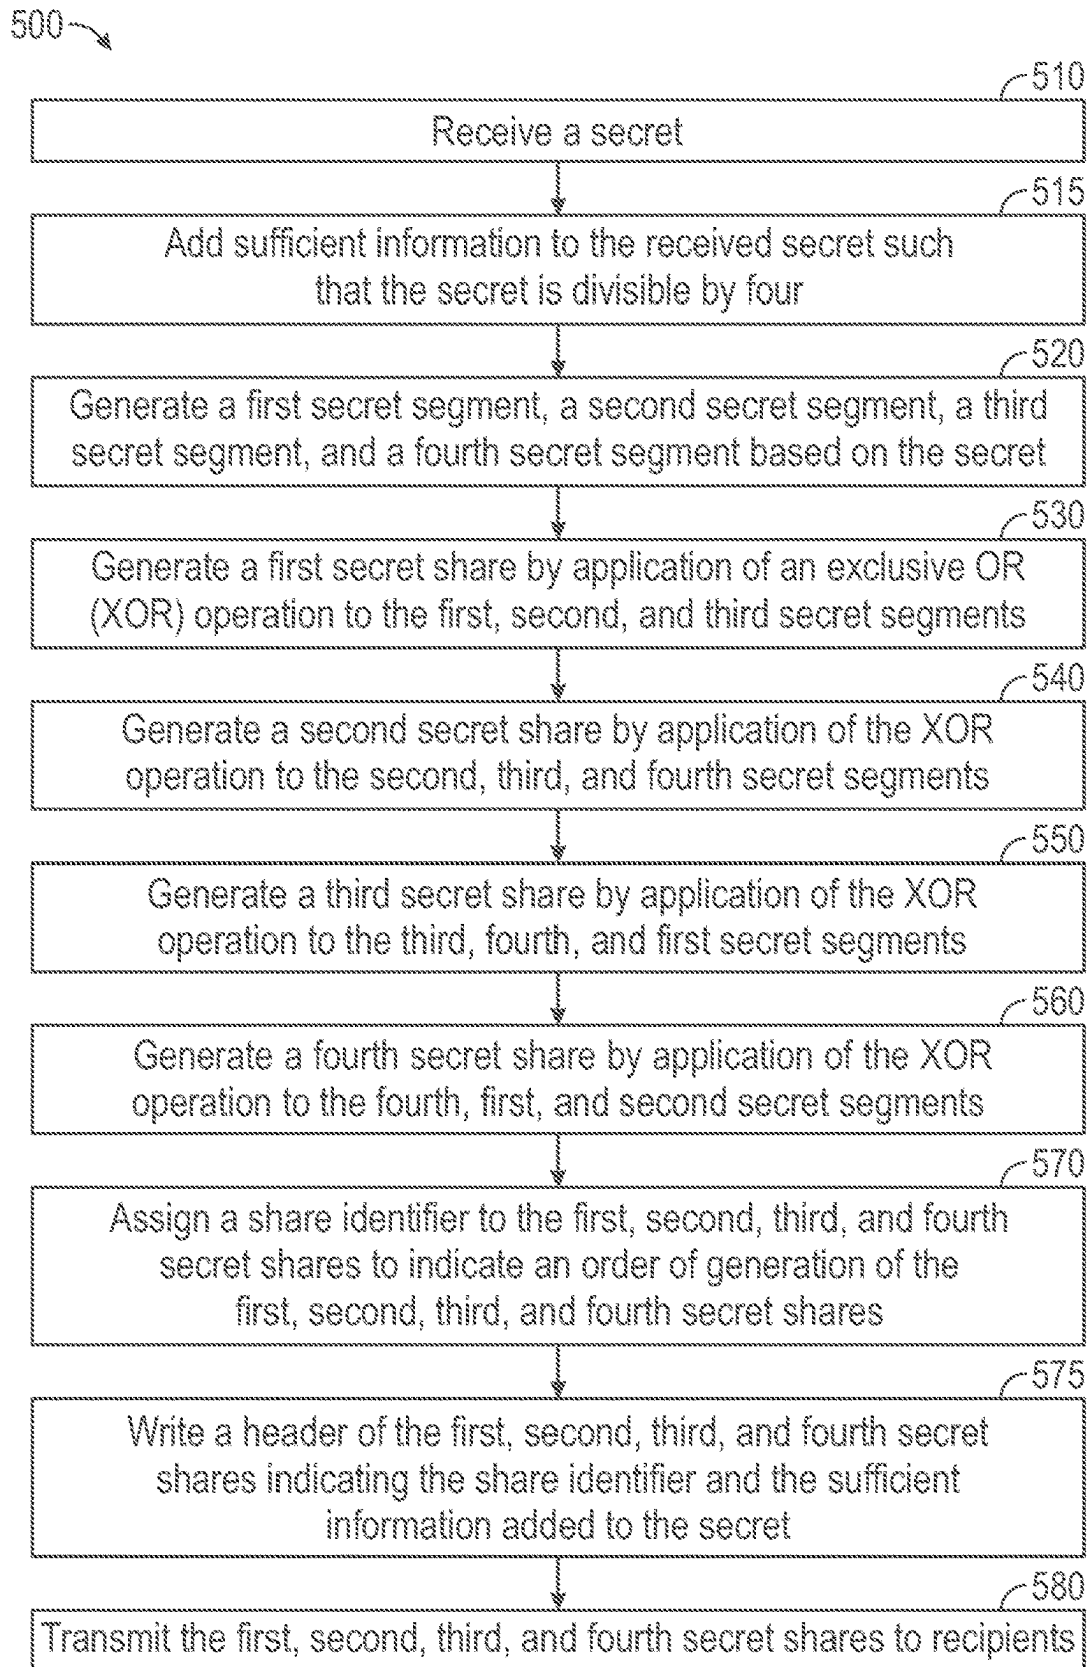 500
510
Receive a secret
515
Add sufficient information to the received secret such
that the secret is divisible by four
520
Generate a first secret segment, a second secret segment, a third
secret segment, and a fourth secret segment based on the secret
530
Generate a first secret share by application of an exclusive OR
(XOR) operation to the first, second, and third secret segments
540
Generate a second secret share by application of the XOR
operation to the second, third, and fourth secret segments
550
Generate a third secret share by application of the XOR
operation to the third, fourth, and first secret segments
560
Generate a fourth secret share by application of the XOR
operation to the fourth, first, and second secret segments
570
Assign a share identifier to the first, second, third, and fourth
secret shares to indicate an order of generation of the
first, second, third, and fourth secret shares
575
Write a header of the first, second, third, and fourth secret
shares indicating the share identifier and the sufficient
information added to the secret
580
Transmit the first, second, third, and fourth secret shares to recipients